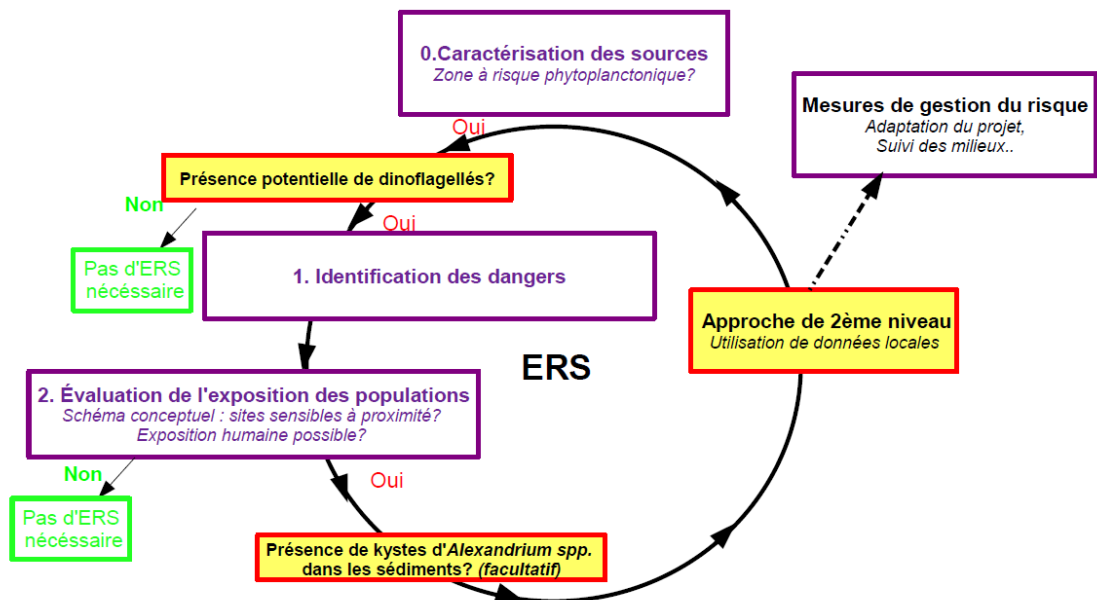 0.Caractérisation des sources
Zone à risque phytoplanctonique?
Mesures de gestion du risque
Adaptation du projet,
Suivi des milieux..
Oui
Présence potentielle de dinoflagellés?
Non
Oui
Pas d'ERS
nécéssaire
1. Identification des dangers
Approche de 2ème niveau
Utilisation de données locales
ERS
2. Évaluation de l'exposition des populations
Schéma conceptuel : sites sensibles à proximité?
Exposition humaine possible?
Non
Oui
Pas d'ERS
nécéssaire
Présence de kystes d'Alexandrium spp.
dans les sédiments? (facultatif)